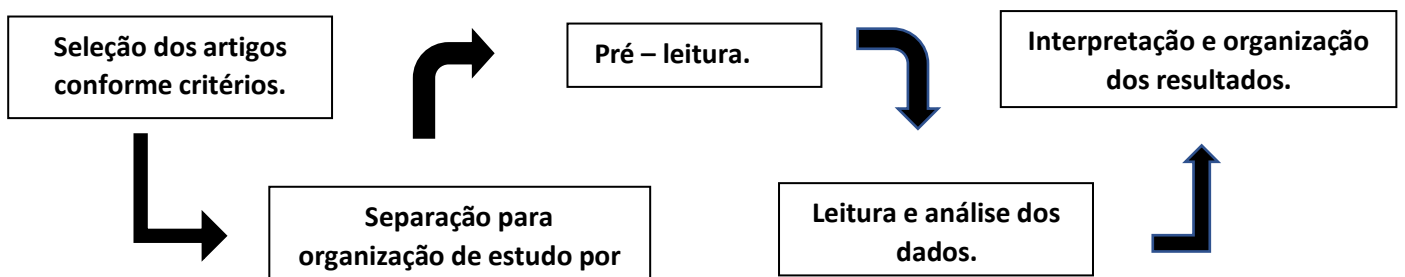 Seleção dos artigos
conforme critérios.
Separação para
organização de estudo por
Pré – leitura.
Leitura e análise dos
dados.
Interpretação e organização
dos resultados.